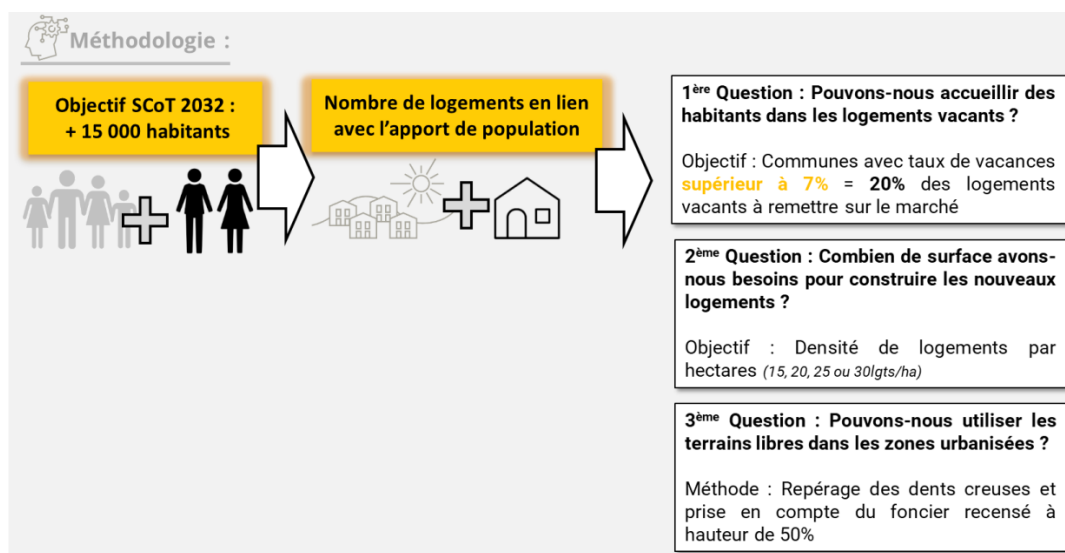 Méthodologie :
Objectif SCoT 2032 :
+ 15 000 habitants
Nombre de logements en lien
avec l'apport de population
1ère Question : Pouvons-nous accueillir des
habitants dans les logements vacants ?
Objectif : Communes avec taux de vacances
supérieur à 7% = 20% des logements
vacants à remettre sur le marché
2ème Question : Combien de surface avons-
nous besoins pour construire les nouveaux
logements ?
Objectif : Densité de logements par
hectares (15, 20, 25 ou 30lgts/ha)
3ème Question : Pouvons-nous utiliser les
terrains libres dans les zones urbanisées ?
Méthode : Repérage des dents creuses et
prise en compte du foncier recensé à
hauteur de 50%